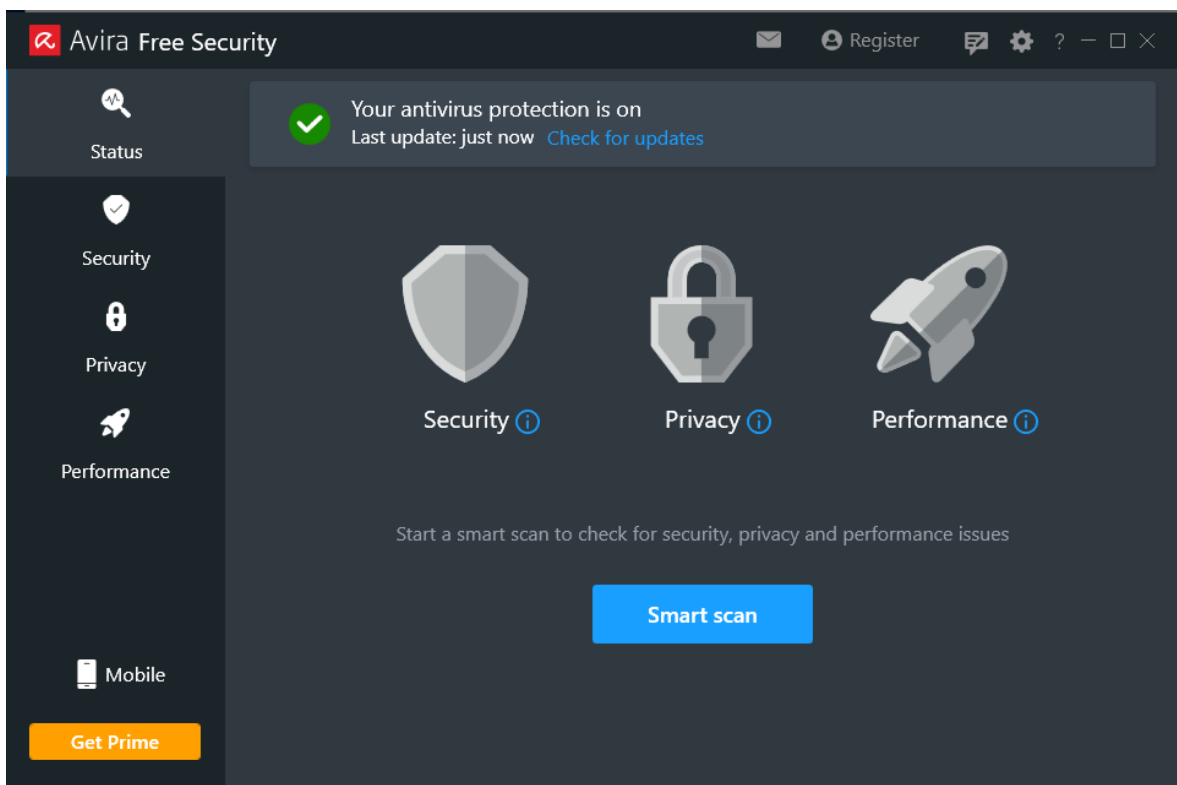 Avira Free Security
Register
?
Status
Security
Privacy
Performance
Mobile
Get Prime
Your antivirus protection is on
Last update: just now Check for updates
Security
Privacy
Performance
Start a smart scan to check for security, privacy and performance issues
Smart scan